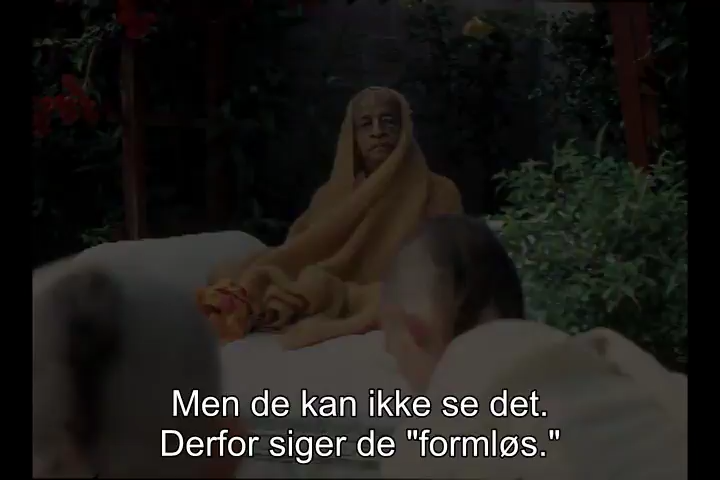 Men de kan ikke se det.
Derfor siger de "formløs."